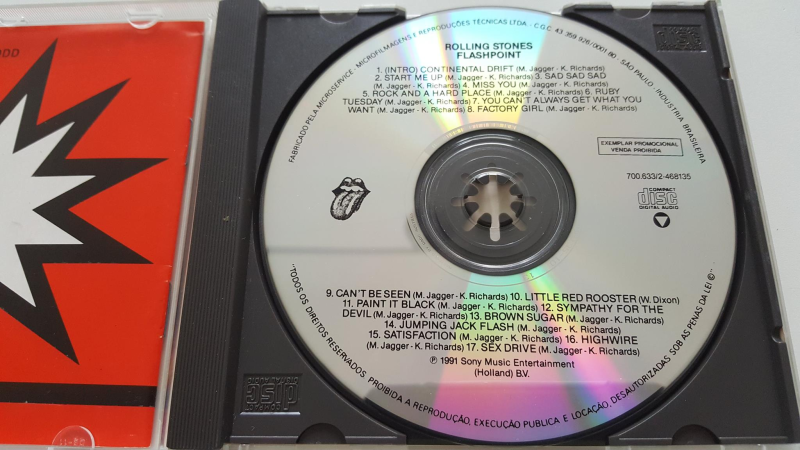 DDD
FABRICADO PELA MICROSERVICE - MICROFILMAGENS E REPRODUÇÕES TÉCNICAS LTDA. - C.G.C. 43.359.926/0001 80 - SÃO PAULO - INDUSTRIA BRASILEIRA
ROLLING STONES
FLASHPOINT
1. (INTRO) CONTINENTAL DRIFT (M. Jagger - K. Richards)
2. START ME UP (M. Jagger - K. Richards) 3. SAD SAD SAD
(M. Jagger - K. Richards) 4. MISS YOU (M. Jagger - K. Richards)
5. ROCK AND A HARD PLACE (M. Jagger - K. Richards) 6. RUBY
TUESDAY (M. Jagger - K. Richards) 7. YOU CAN'T ALWAYS GET WHAT YOU
WANT (M. Jagger - K. Richards) 8. FACTORY GIRL (M. Jagger - K. Richards)
EXEMPLAR PROMOCIONAL
VENDA PROIBIDA
700.633/2-468135
COMPACT
disc
DIGITAL AUDIO
9. CAN'T BE SEEN (M. Jagger - K. Richards) 10. LITTLE RED ROOSTER (W. Dixon)
11. PAINT IT BLACK (M. Jagger - K. Richards) 12. SYMPATHY FOR THE
DEVIL (M. Jagger - K. Richards) 13. BROWN SUGAR (M. Jagger - K. Richards)
14. JUMPING JACK FLASH (M. Jagger - K. Richards)
15. SATISFACTION (M. Jagger - K. Richards) 16. HIGHWIRE
(M. Jagger - K. Richards) 17. SEX DRIVE (M. Jagger - K. Richards)
℗ 1991 Sony Music Entertainment
(Holland) B.V.
"TODOS OS DIREITOS RESERVADOS PROIBIDA A REPRODUÇÃO, EXECUÇÃO PUBLICA E LOCAÇÃO, DESAUTORIZADAS SOB AS PENAS DA LEI ©"